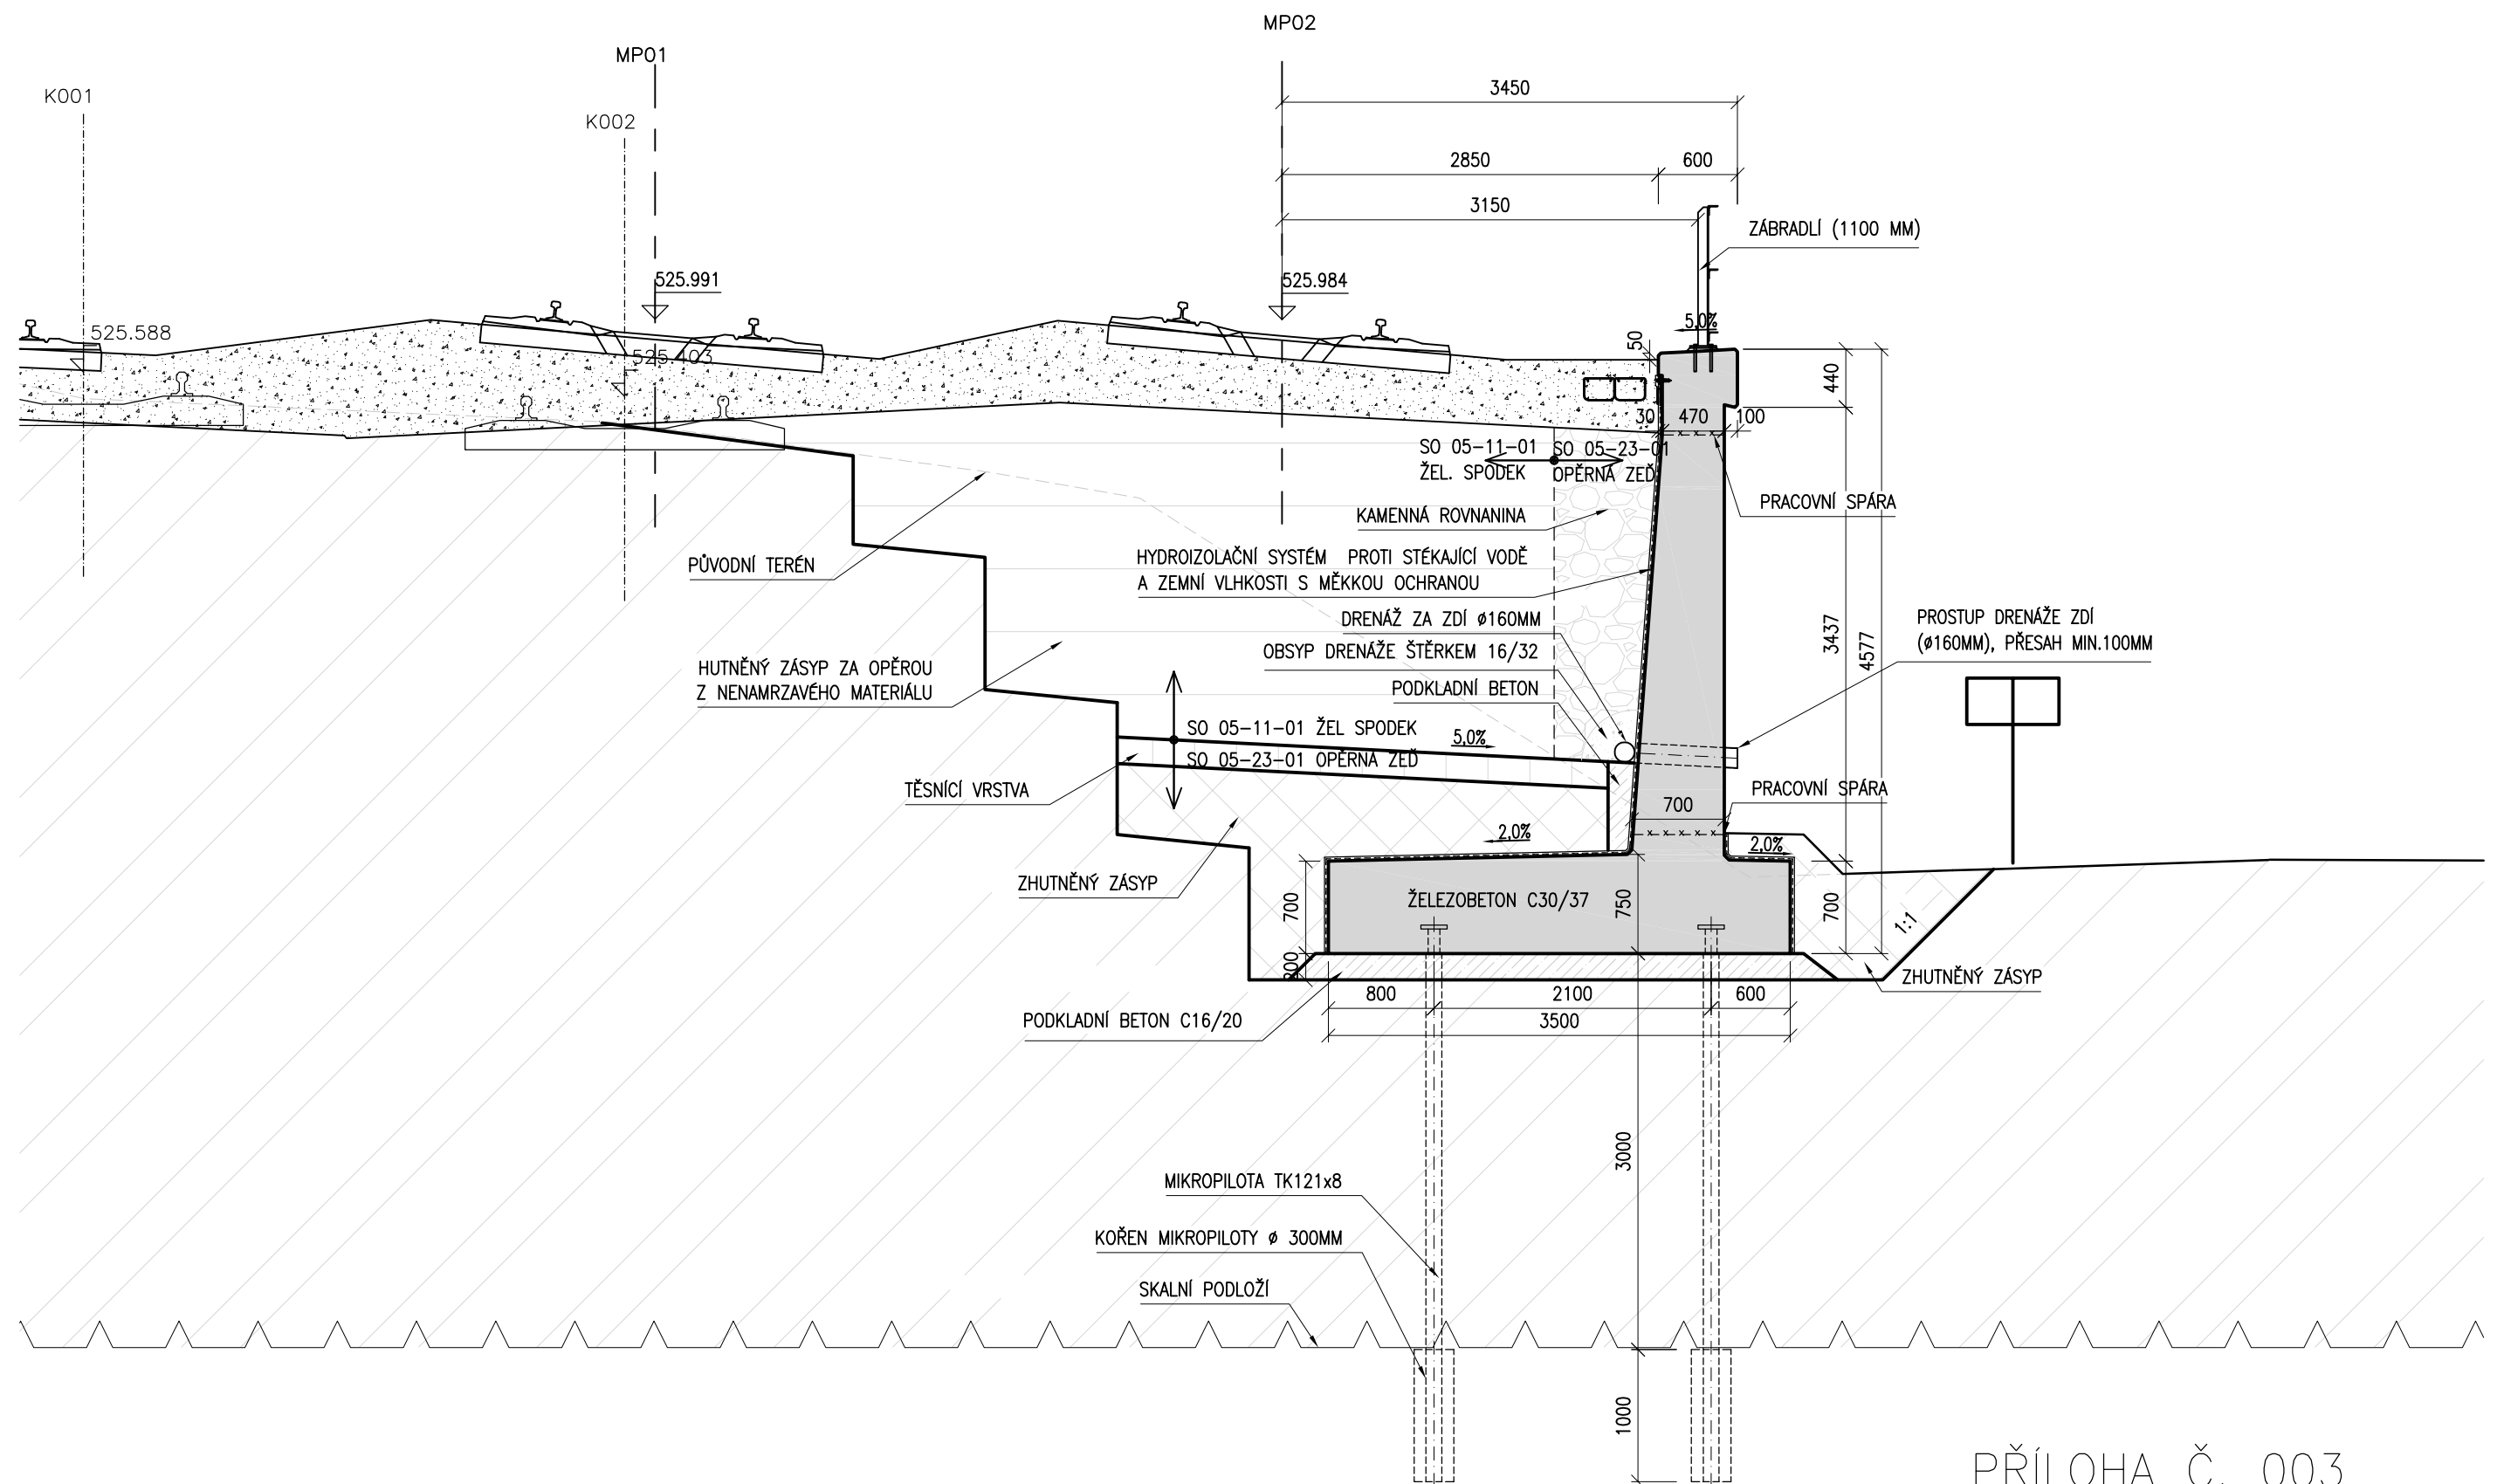 MP02
MP01
K001
K002
3450
2850
600
3150
ZÁBRADLÍ (1100 MM)
525.991
525.984
525.588
525.403
5,0%
50
440
30
470
100
SO 05-11-01
ŽEL. SPODEK
SO 05-23-01
OPĚRNÁ ZEĎ
PRACOVNÍ SPÁRA
KAMENNÁ ROVNANINA
PŮVODNÍ TERÉN
HYDROIZOLAČNÍ SYSTÉM PROTI STÉKAJÍCÍ VODĚ
A ZEMNÍ VLHKOSTI S MĚKKOU OCHRANOU
DRENÁŽ ZA ZDÍ ø160MM
OBSYP DRENÁŽE ŠTĚRKEM 16/32
PODKLADNÍ BETON
PROSTUP DRENÁŽE ZDÍ
(ø160MM), PŘESAH MIN.100MM
3437
4577
HUTNĚNÝ ZÁSYP ZA OPĚROU
Z NENAMRZAVÉHO MATERIÁLU
SO 05-11-01 ŽEL SPODEK
SO 05-23-01 OPĚRNÁ ZEĎ
5,0%
TĚSNÍCÍ VRSTVA
700
PRACOVNÍ SPÁRA
2,0%
2,0%
ZHUTNĚNÝ ZÁSYP
ŽELEZOBETON C30/37
700
750
700
1:1
200
ZHUTNĚNÝ ZÁSYP
800
2100
600
3500
PODKLADNÍ BETON C16/20
3000
MIKROPILOTA TK121x8
KOŘEN MIKROPILOTY ø 300MM
SKALNÍ PODLOŽÍ
1000
PŘÍLOHA Č. 003